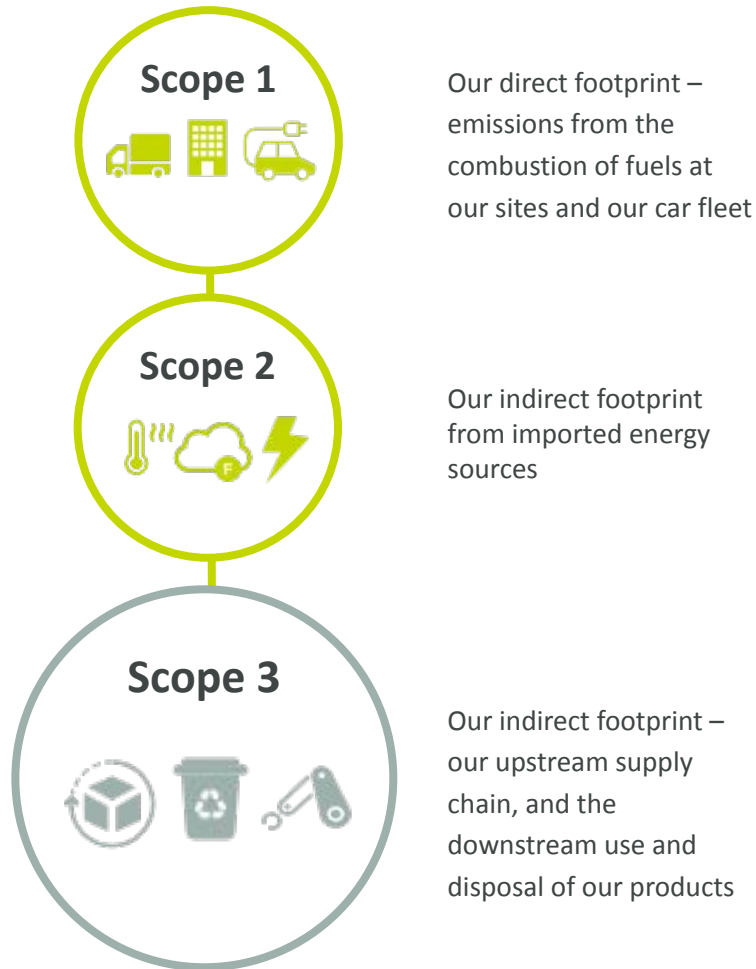 Scope 1
Our direct footprint –
emissions from the
combustion of fuels at
our sites and our car fleet
Scope 2
F
Our indirect footprint
from imported energy
sources
Scope 3
Our indirect footprint –
our upstream supply
chain, and the
downstream use and
disposal of our products